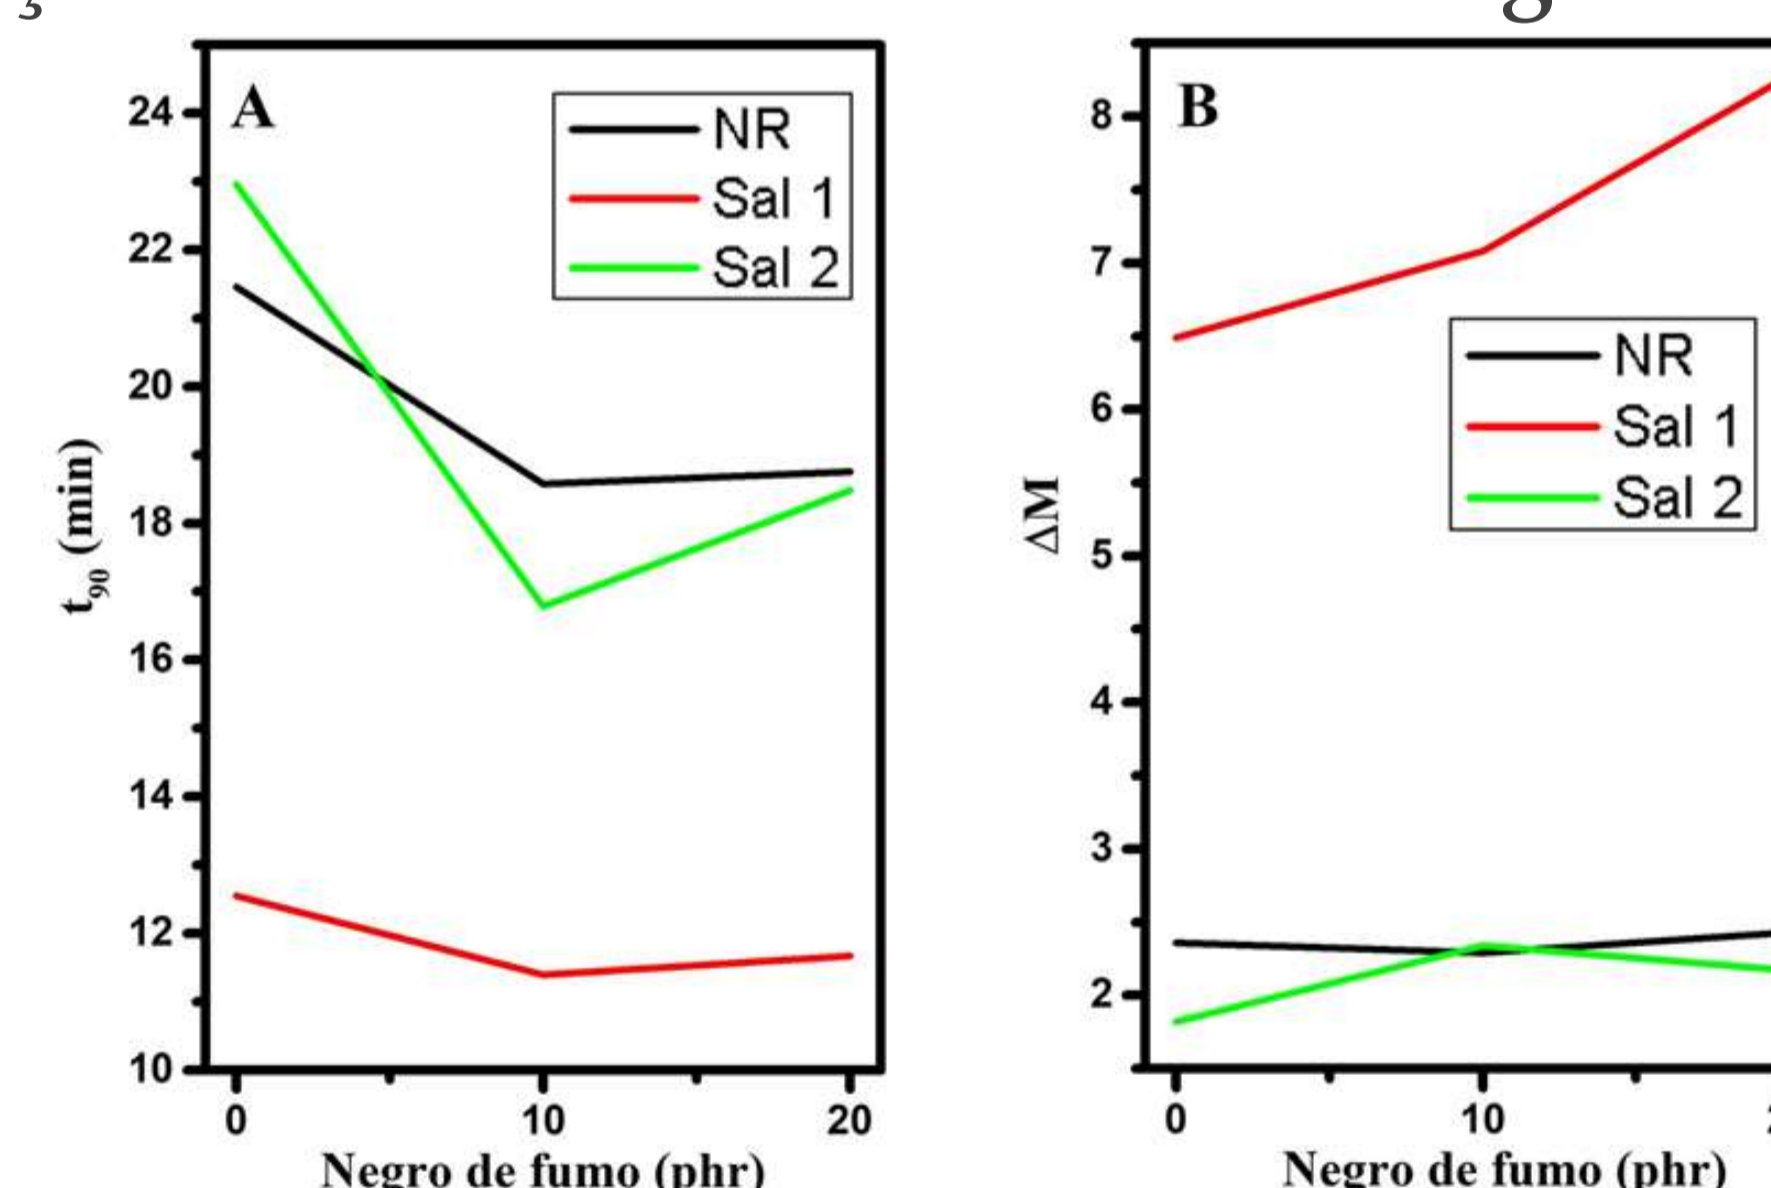 A
NR
Sal 1
Sal 2
24
22
20
18
16
14
12
10
t90 (min)
0 10 20
Negro de fumo (phr)
B
NR
Sal 1
Sal 2
8
7
6
5
4
3
2
ΔM
0 10
Negro de fumo (phr)